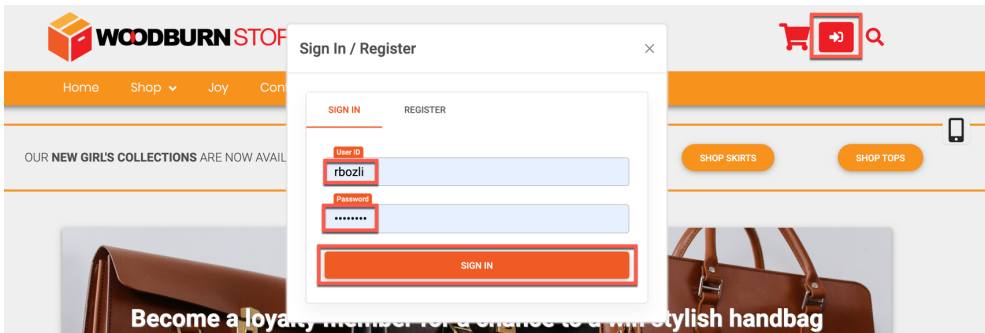 WOODBURN STOF
Sign In / Register
Home Shop Joy Con
SIGN IN REGISTER
OUR NEW GIRL'S COLLECTIONS ARE NOW AVAIL
SHOP SKIRTS SHOP TOPS
User ID
rbozli
Password
••••••••
SIGN IN
Become a loyalty member for a chance to a win stylish handbag